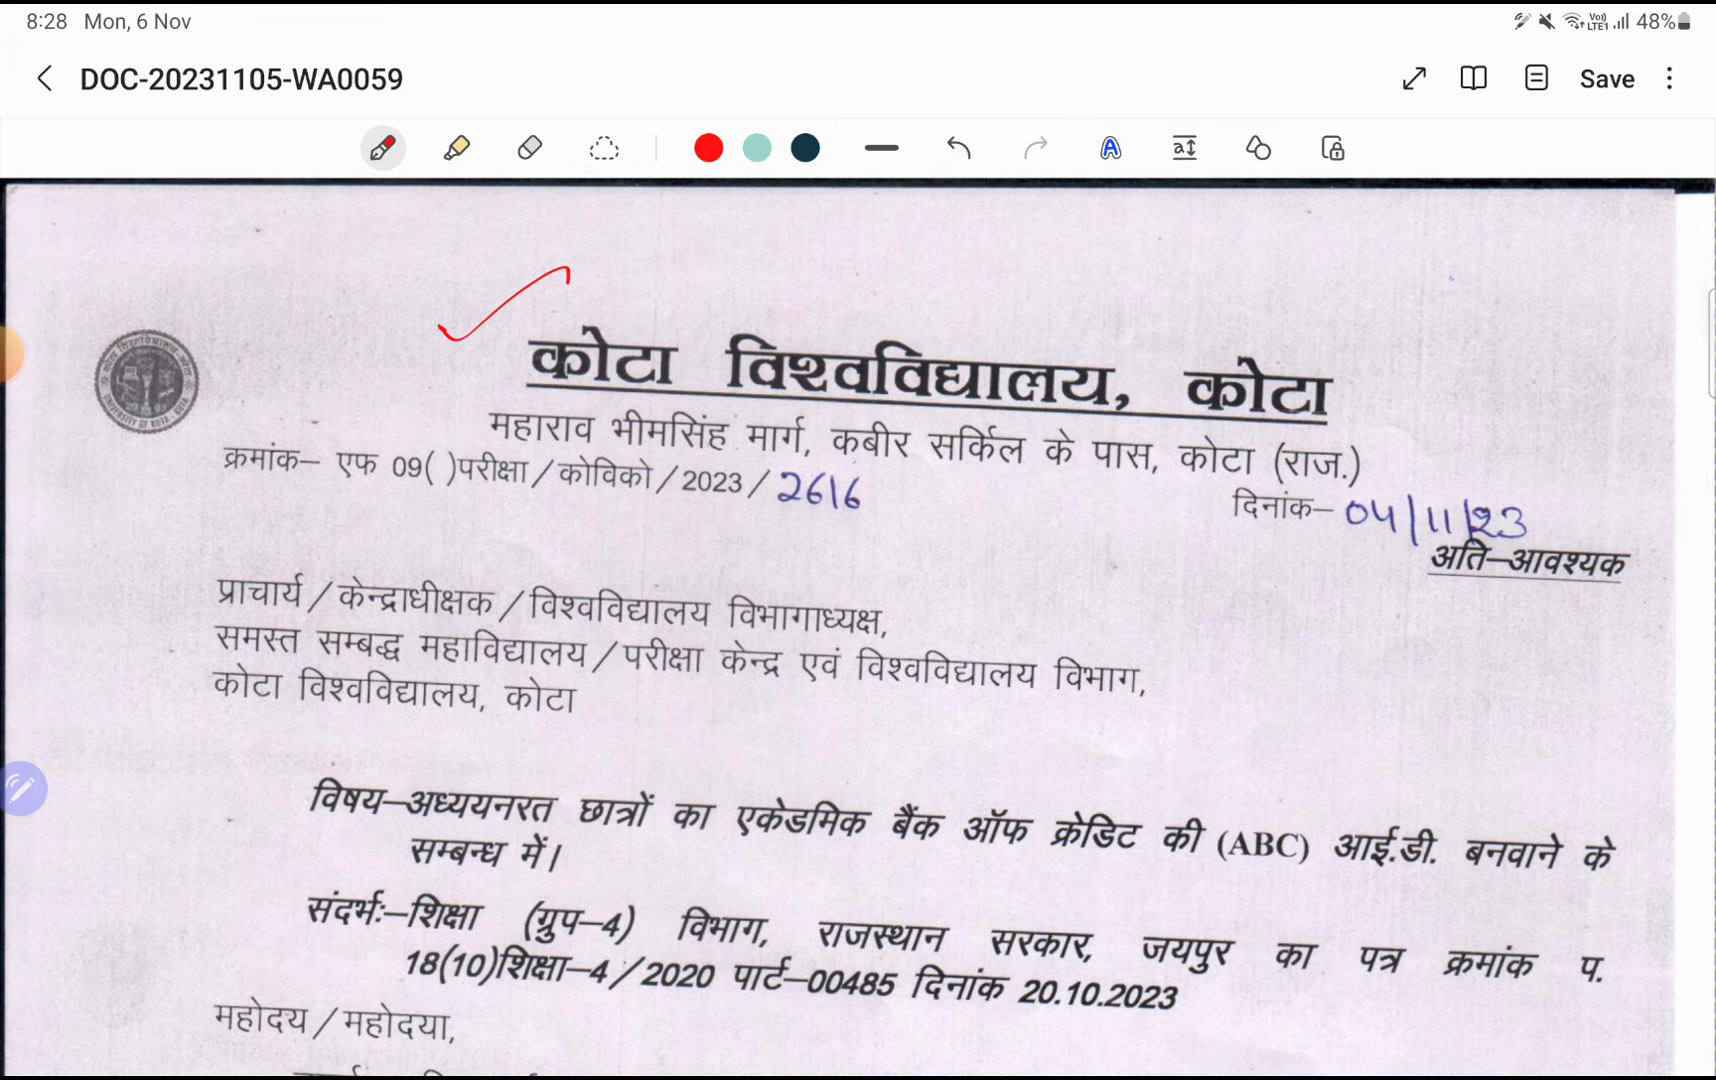 8:28 Mon, 6 Nov
Vo)) LTE1 48%
DOC-20231105-WA0059
Save
कोटा विश्वविद्यालय, कोटा
महाराव भीमसिंह मार्ग, कबीर सर्किल के पास, कोटा (राज.)
क्रमांक– एफ 09( )परीक्षा/कोविको/2023/2616
दिनांक– 04/11/23
अति–आवश्यक
प्राचार्य/केन्द्राधीक्षक/विश्वविद्यालय विभागाध्यक्ष,
समस्त सम्बद्ध महाविद्यालय/परीक्षा केन्द्र एवं विश्वविद्यालय विभाग,
कोटा विश्वविद्यालय, कोटा
विषय–अध्ययनरत छात्रों का एकेडमिक बैंक ऑफ क्रेडिट की (ABC) आई.डी. बनवाने के
सम्बन्ध में।
संदर्भः–शिक्षा (ग्रुप–4) विभाग, राजस्थान सरकार, जयपुर का पत्र क्रमांक प.
18(10)शिक्षा–4/2020 पार्ट–00485 दिनांक 20.10.2023
महोदय/महोदया,